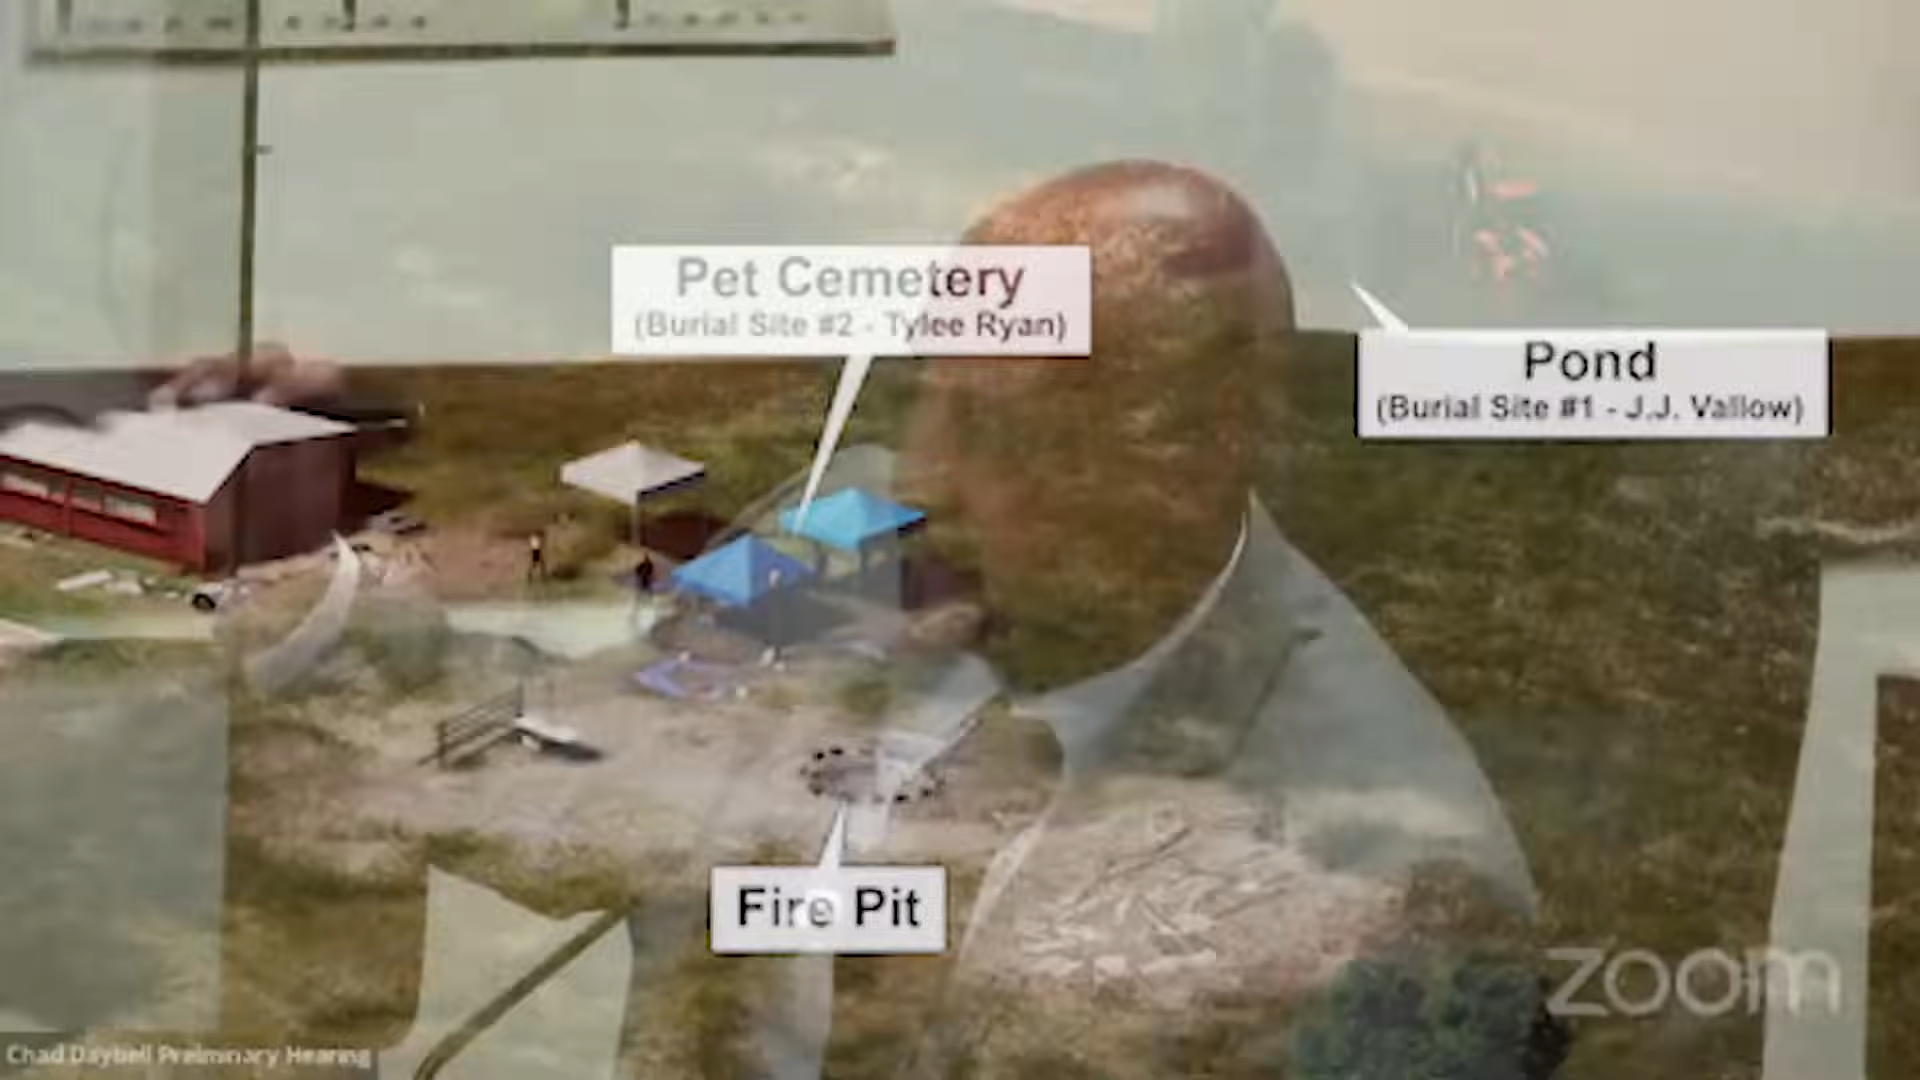 Pet Cemetery
(Burial Site #2 - Tylee Ryan)
Pond
(Burial Site #1 - J.J. Vallow)
Fire Pit
zoom
Chad Daybell Preliminary Hearing